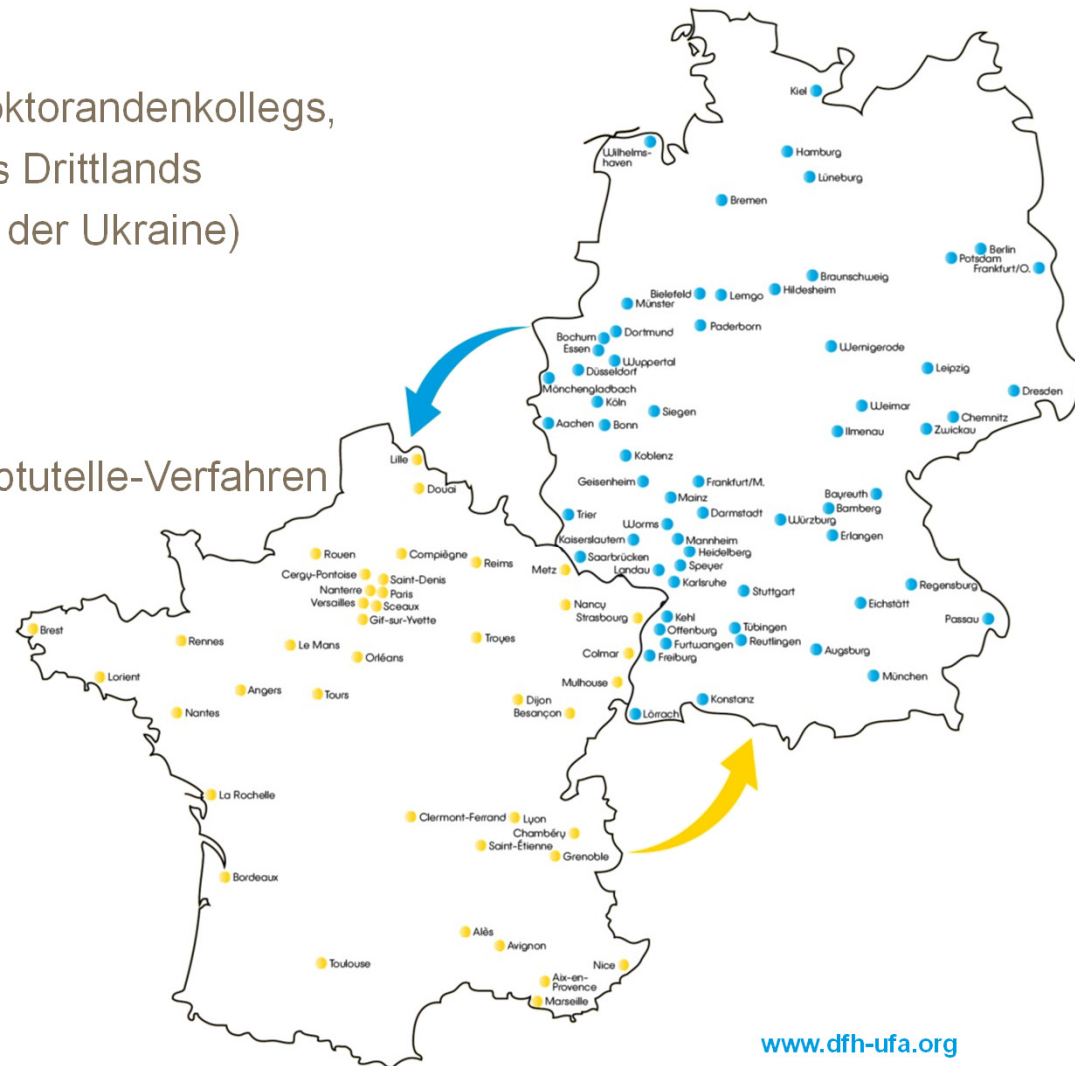 oktorandenkollegs,
s Drittlands
der Ukraine)
otutelle-Verfahren
Kiel
Wilhelms-
haven
Hamburg
Lüneburg
Bremen
Berlin
Potsdam
Frankfurt/O.
Braunschweig
Hildesheim
Bielefeld
Lemgo
Münster
Paderborn
Dortmund
Bochum
Essen
Wuppertal
Düsseldorf
Mönchengladbach
Köln
Siegen
Aachen
Bonn
Wernigerode
Leipzig
Dresden
Weimar
Chemnitz
Ilmenau
Zwickau
Koblenz
Geisenheim
Frankfurt/M.
Mainz
Bayreuth
Bamberg
Trier
Darmstadt
Würzburg
Worms
Erlangen
Kaiserslautern
Mannheim
Heidelberg
Saarbrücken
Landau
Speyer
Karlsruhe
Stuttgart
Regensburg
Eichstätt
Passau
Kehl
Offenburg
Tübingen
Reutlingen
Furtwangen
Freiburg
Augsburg
München
Konstanz
Lörrach
Lille
Douai
Rouen
Compiègne
Reims
Metz
Cergy-Pontoise
Saint-Denis
Nanterre
Paris
Versailles
Sceaux
Gif-sur-Yvette
Nancy
Strasbourg
Brest
Rennes
Le Mans
Troyes
Orléans
Colmar
Lorient
Angers
Tours
Mulhouse
Nantes
Dijon
Besançon
La Rochelle
Clermont-Ferrand
Lyon
Chambéry
Saint-Étienne
Grenoble
Bordeaux
Alès
Avignon
Toulouse
Nice
Aix-en-
Provence
Marseille
www.dfh-ufa.org